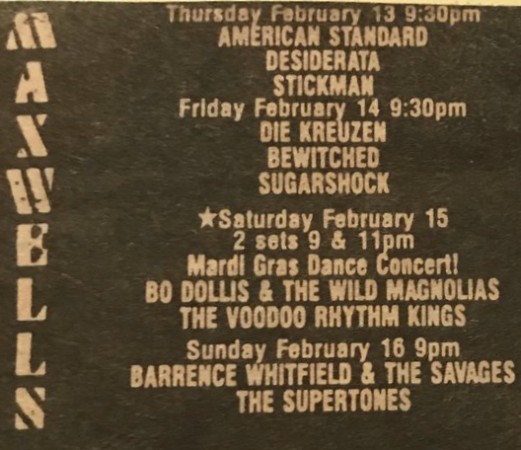 MAXWELLS
Thursday February 13 9:30pm
AMERICAN STANDARD
DESIDERATA
STICKMAN
Friday February 14 9:30pm
DIE KREUZEN
BEWITCHED
SUGARSHOCK
★Saturday February 15
2 sets 9 & 11pm
Mardi Gras Dance Concert!
BO DOLLIS & THE WILD MAGNOLIAS
THE VOODOO RHYTHM KINGS
Sunday February 16 9pm
BARRENCE WHITFIELD & THE SAVAGES
THE SUPERTONES